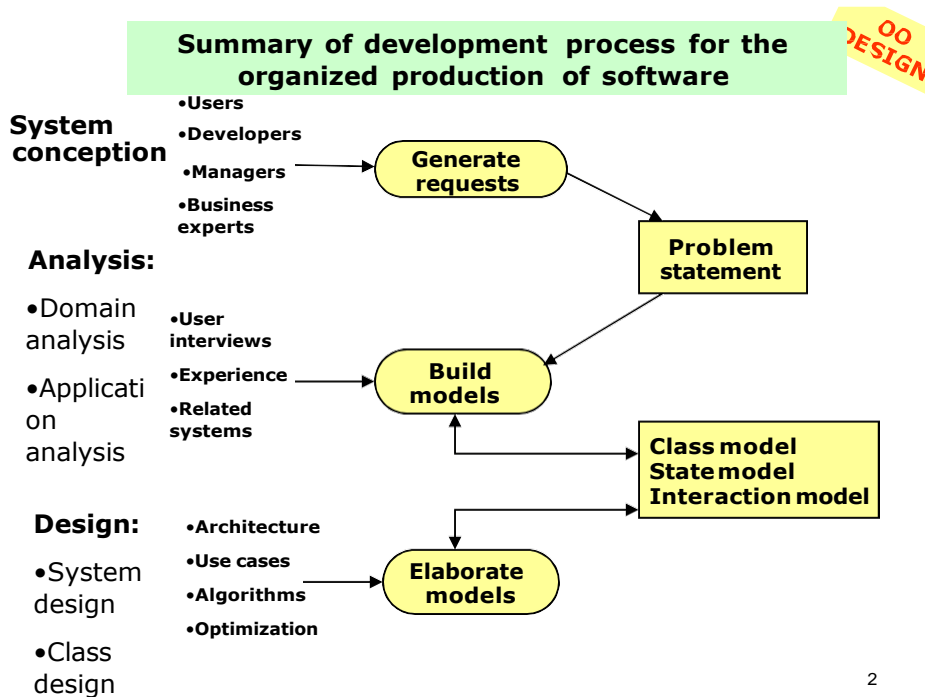 OO
DESIGN
Summary of development process for the
organized production of software
System
conception
•Users
•Developers
•Managers
•Business
experts
Generate
requests
Problem
statement
Analysis:
•Domain
analysis
•Applicati
on
analysis
•User
interviews
•Experience
•Related
systems
Build
models
Class model
State model
Interaction model
Design:
•System
design
•Class
design
•Architecture
•Use cases
•Algorithms
•Optimization
Elaborate
models
2